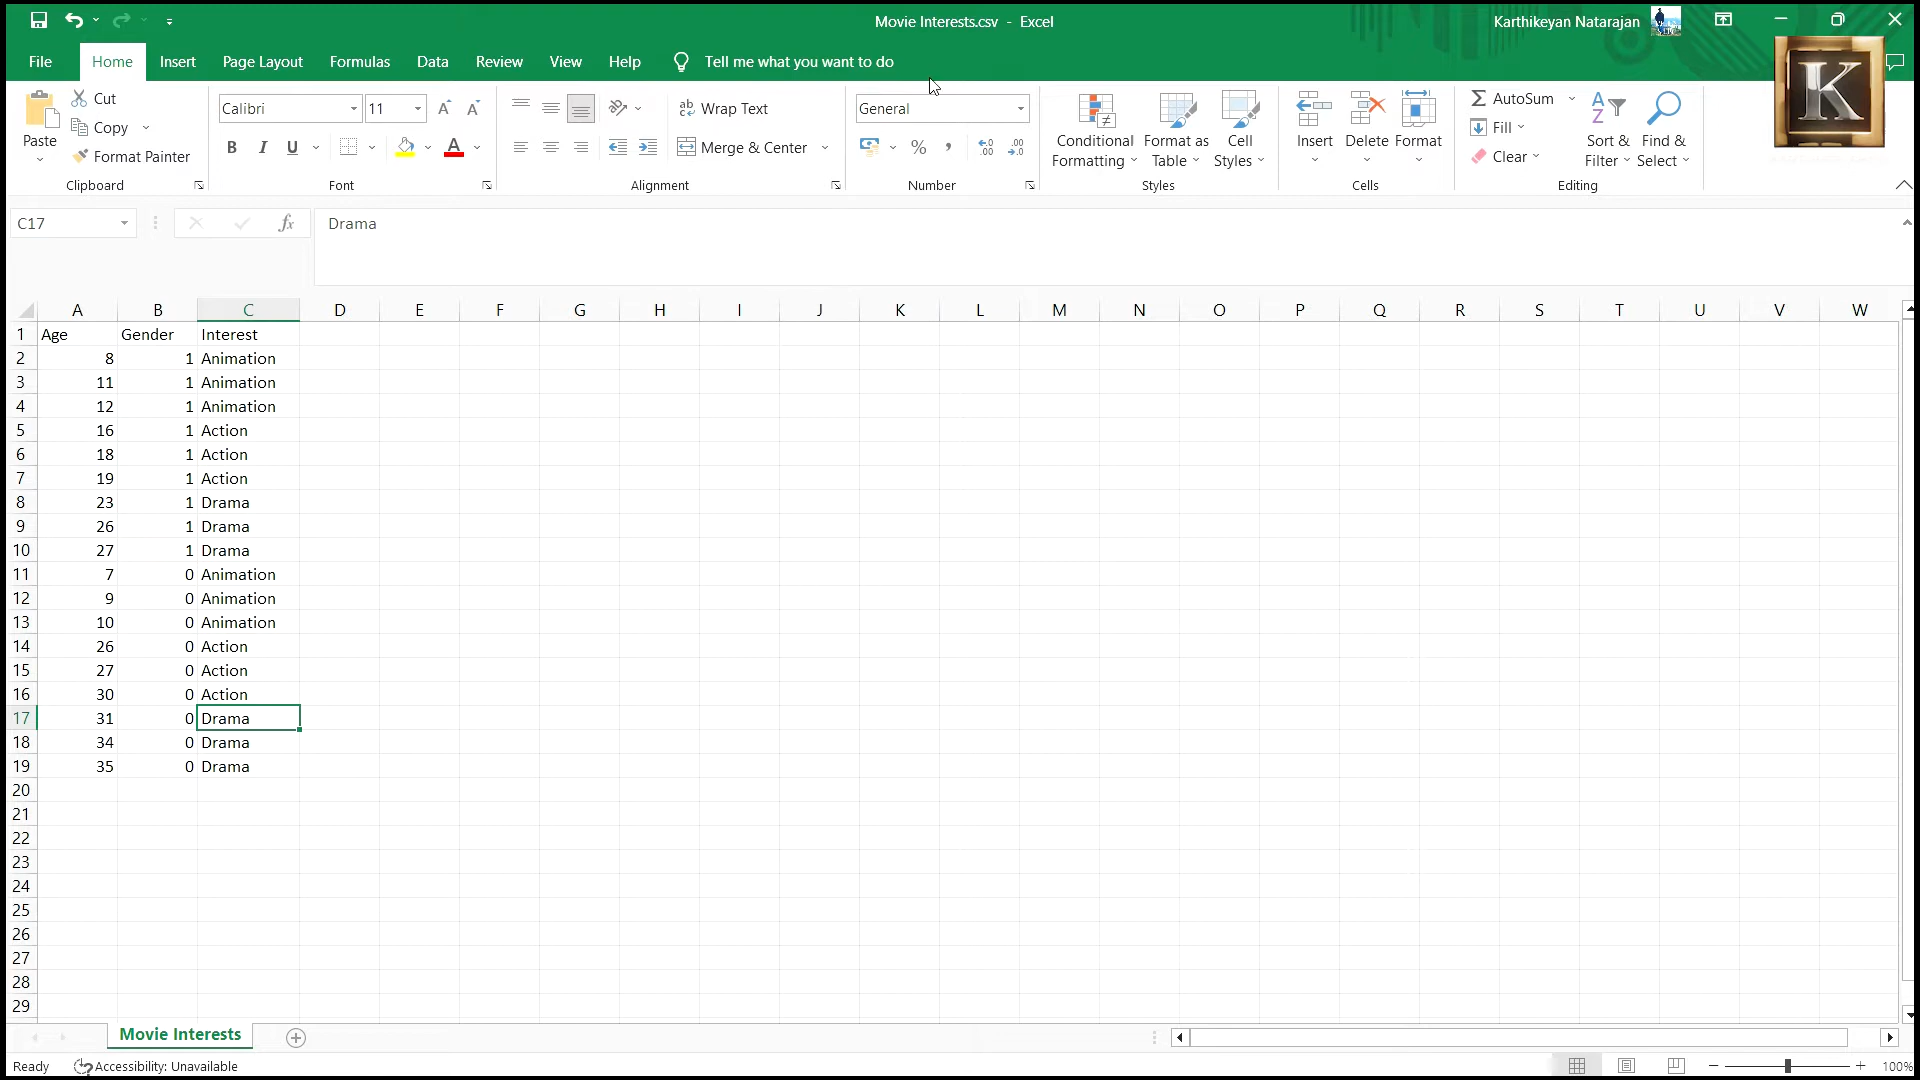 Movie Interests.csv - Excel
Karthikeyan Natarajan
File Home Insert Page Layout Formulas Data Review View Help Tell me what you want to do
K
Cut
Copy
Format Painter
Paste
Clipboard
Calibri 11
B I U A
Font
ab Wrap Text
Merge & Center
Alignment
General
% ,
Number
Conditional Formatting
Format as Table
Cell Styles
Styles
Insert Delete Format
Cells
AutoSum
Fill
Clear
Sort & Filter
Find & Select
Editing
C17 fx Drama
A B C D E F G H I J K L M N O P Q R S T U V W
1 Age Gender Interest
2 8 1 Animation
3 11 1 Animation
4 12 1 Animation
5 16 1 Action
6 18 1 Action
7 19 1 Action
8 23 1 Drama
9 26 1 Drama
10 27 1 Drama
11 7 0 Animation
12 9 0 Animation
13 10 0 Animation
14 26 0 Action
15 27 0 Action
16 30 0 Action
17 31 0 Drama
18 34 0 Drama
19 35 0 Drama
20
21
22
23
24
25
26
27
28
29
Movie Interests
Ready Accessibility: Unavailable 100%